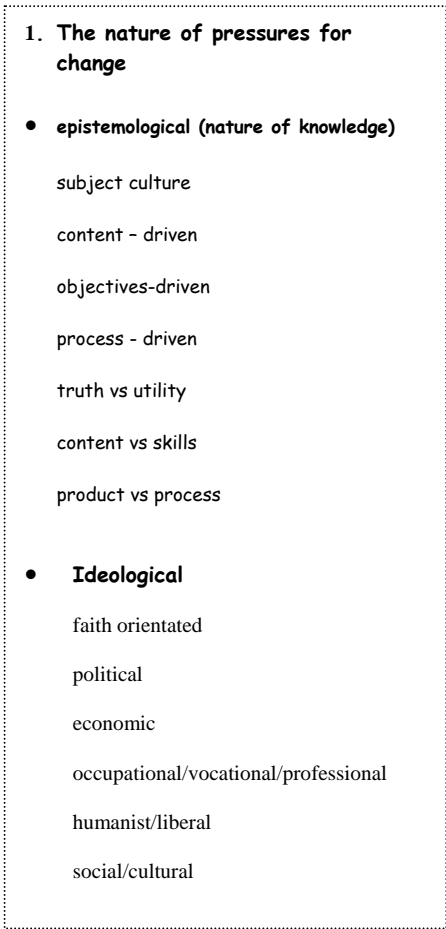 1. The nature of pressures for
change
• epistemological (nature of knowledge)
subject culture
content – driven
objectives-driven
process - driven
truth vs utility
content vs skills
product vs process
• Ideological
faith orientated
political
economic
occupational/vocational/professional
humanist/liberal
social/cultural